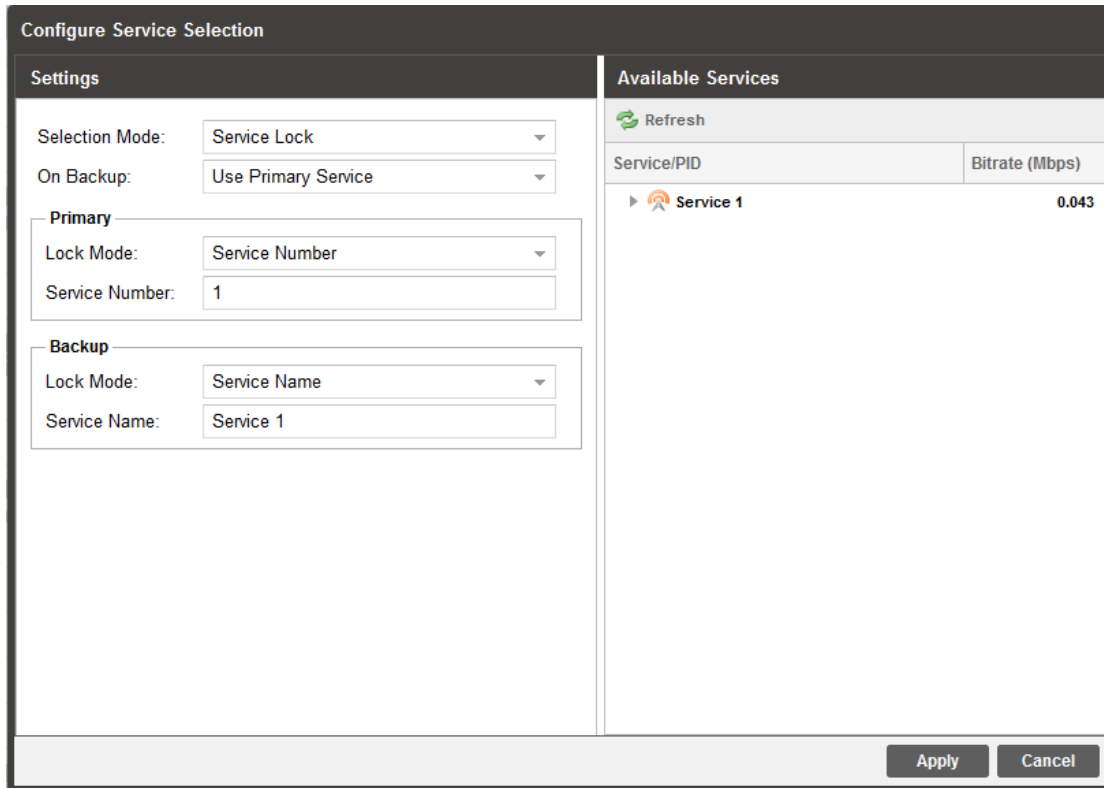 Configure Service Selection
Settings
Selection Mode: Service Lock
On Backup: Use Primary Service
Primary
Lock Mode: Service Number
Service Number: 1
Backup
Lock Mode: Service Name
Service Name: Service 1
Available Services
Refresh
Service/PID Bitrate (Mbps)
Service 1 0.043
Apply Cancel